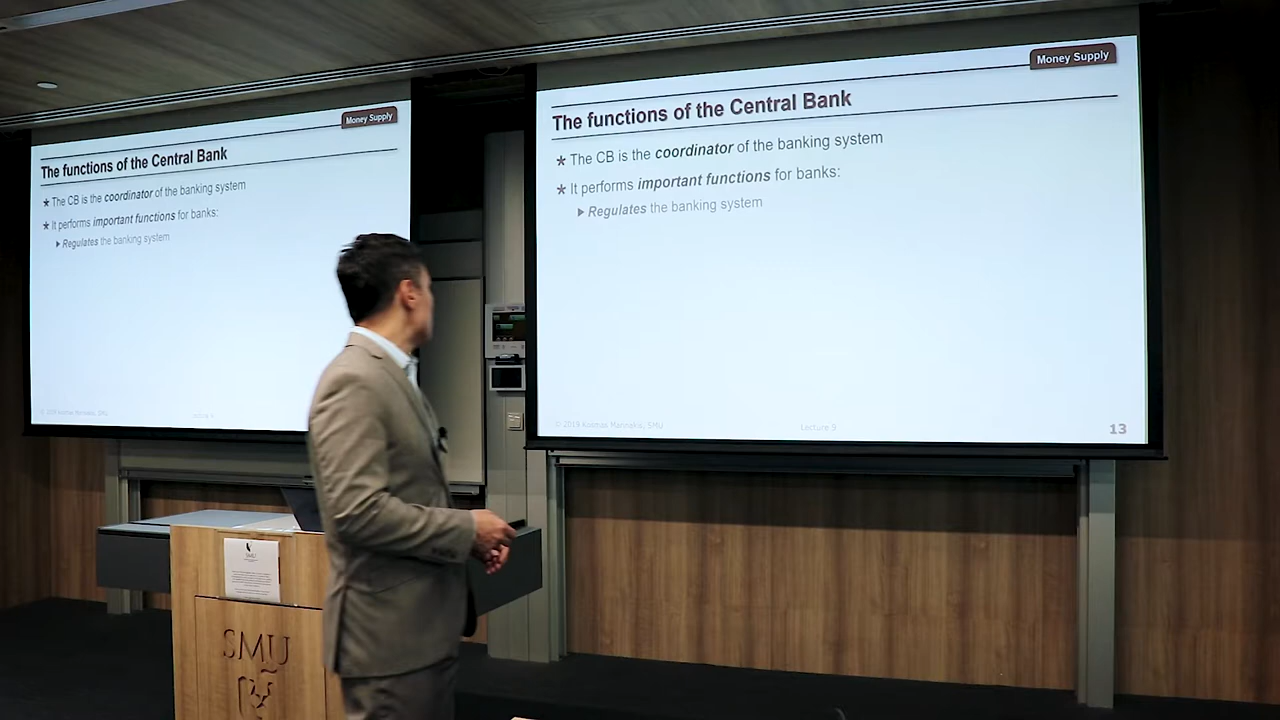 Money Supply
The functions of the Central Bank
★ The CB is the coordinator of the banking system
★ It performs important functions for banks:
▶ Regulates the banking system
Money Supply
The functions of the Central Bank
★ The CB is the coordinator of the banking system
★ It performs important functions for banks:
▶ Regulates the banking system
© 2019 kosmas Marinakis, SMU
Lecture 9
13
SMU
SMU